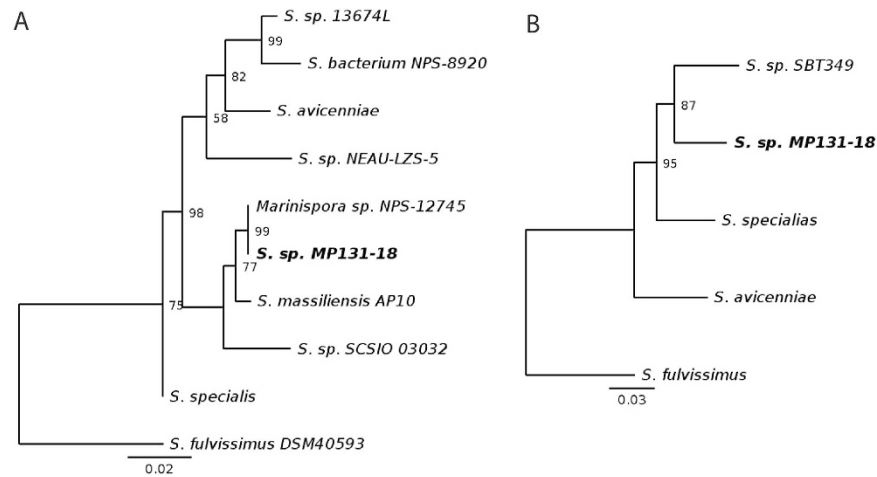 A
S. sp. 13674L
99
S. bacterium NPS-8920
82
S. avicenniae
58
S. sp. NEAU-LZS-5
Marinispora sp. NPS-12745
98
99
S. sp. MP131-18
77
S. massiliensis AP10
75
S. sp. SCSIO 03032
S. specialis
S. fulvissimus DSM40593
0.02
B
S. sp. SBT349
87
S. sp. MP131-18
95
S. specialias
S. avicenniae
S. fulvissimus
0.03